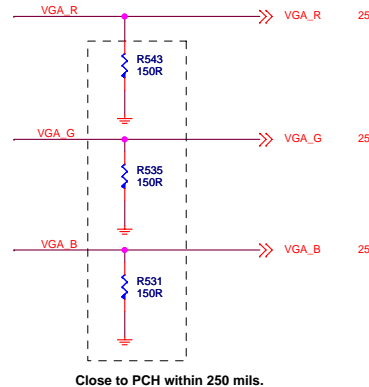 VGA_R VGA_R 25
R543
150R
VGA_G VGA_G 25
R535
150R
VGA_B VGA_B 25
R531
150R
Close to PCH within 250 mils.